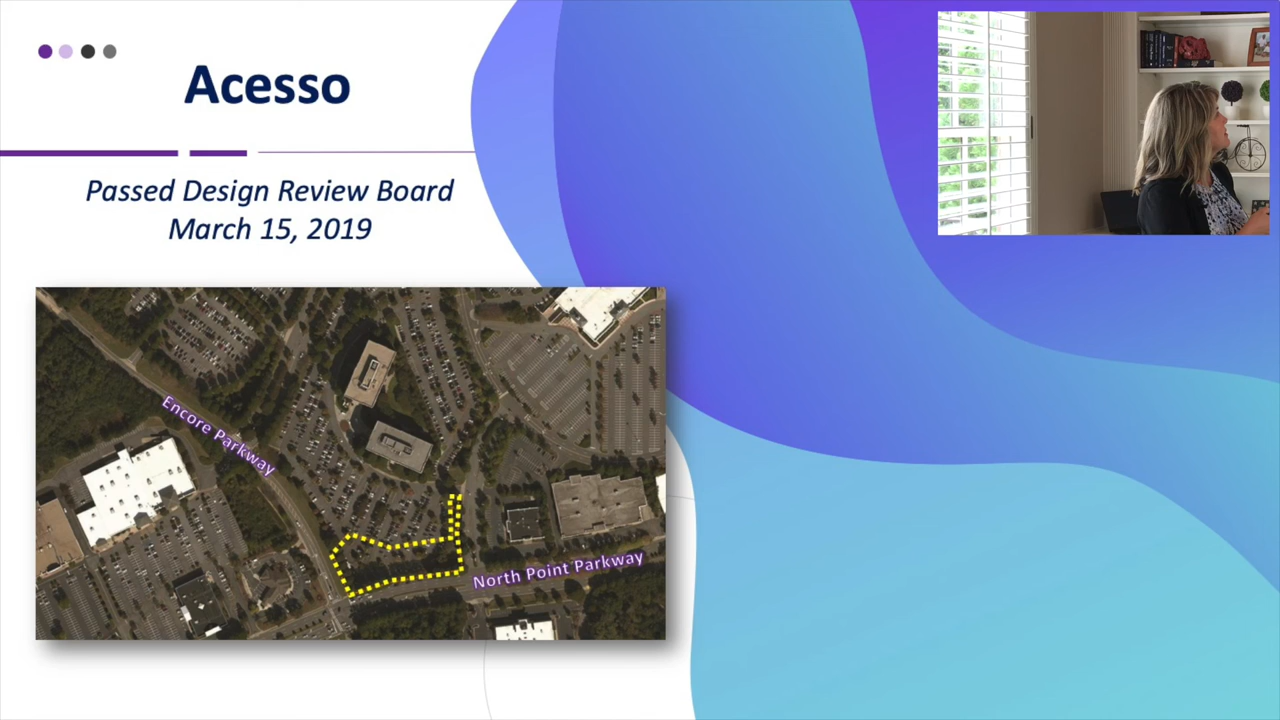 Acesso
Passed Design Review Board
March 15, 2019
Encore Parkway
North Point Parkway